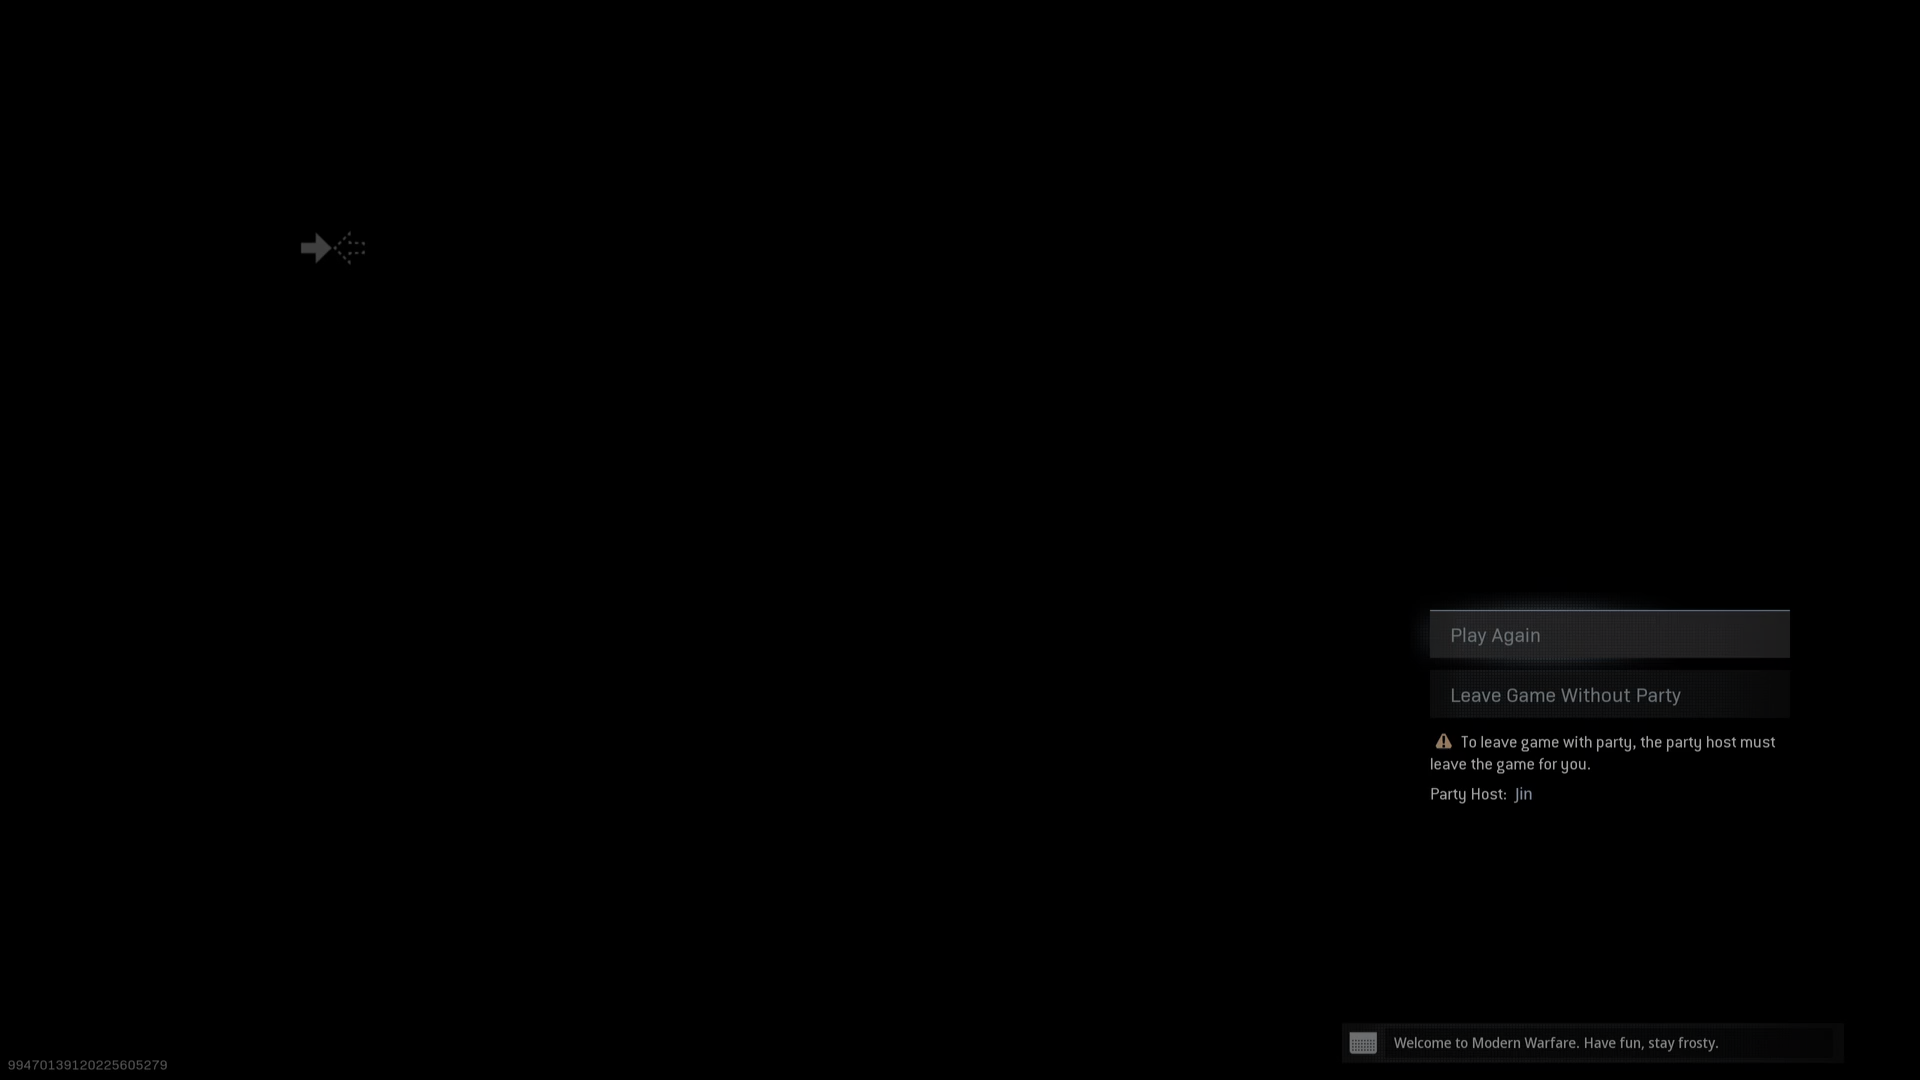 Play Again
Leave Game Without Party
To leave game with party, the party host must
leave the game for you.
Party Host: Jin
Welcome to Modern Warfare. Have fun, stay frosty.
99470139120225605279